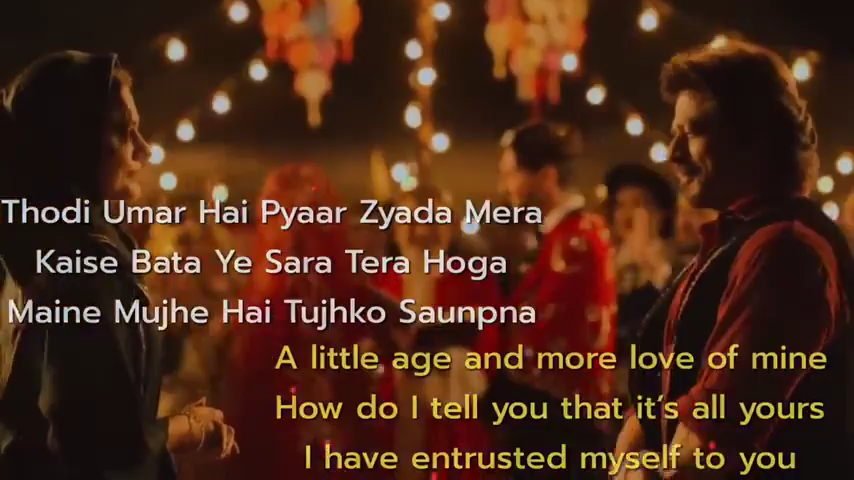 Thodi Umar Hai Pyaar Zyada Mera
Kaise Bata Ye Sara Tera Hoga
Maine Mujhe Hai Tujhko Saunpna
A little age and more love of mine
How do I tell you that it's all yours
I have entrusted myself to you